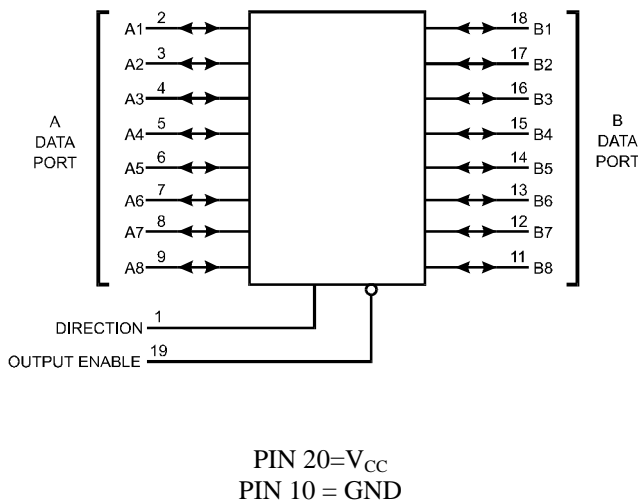 A1 2 18 B1
A2 3 17 B2
A3 4 16 B3
A4 5 15 B4
A5 6 14 B5
A6 7 13 B6
A7 8 12 B7
A8 9 11 B8
A
DATA
PORT
B
DATA
PORT
DIRECTION 1
OUTPUT ENABLE 19
PIN 20=VCC
PIN 10 = GND